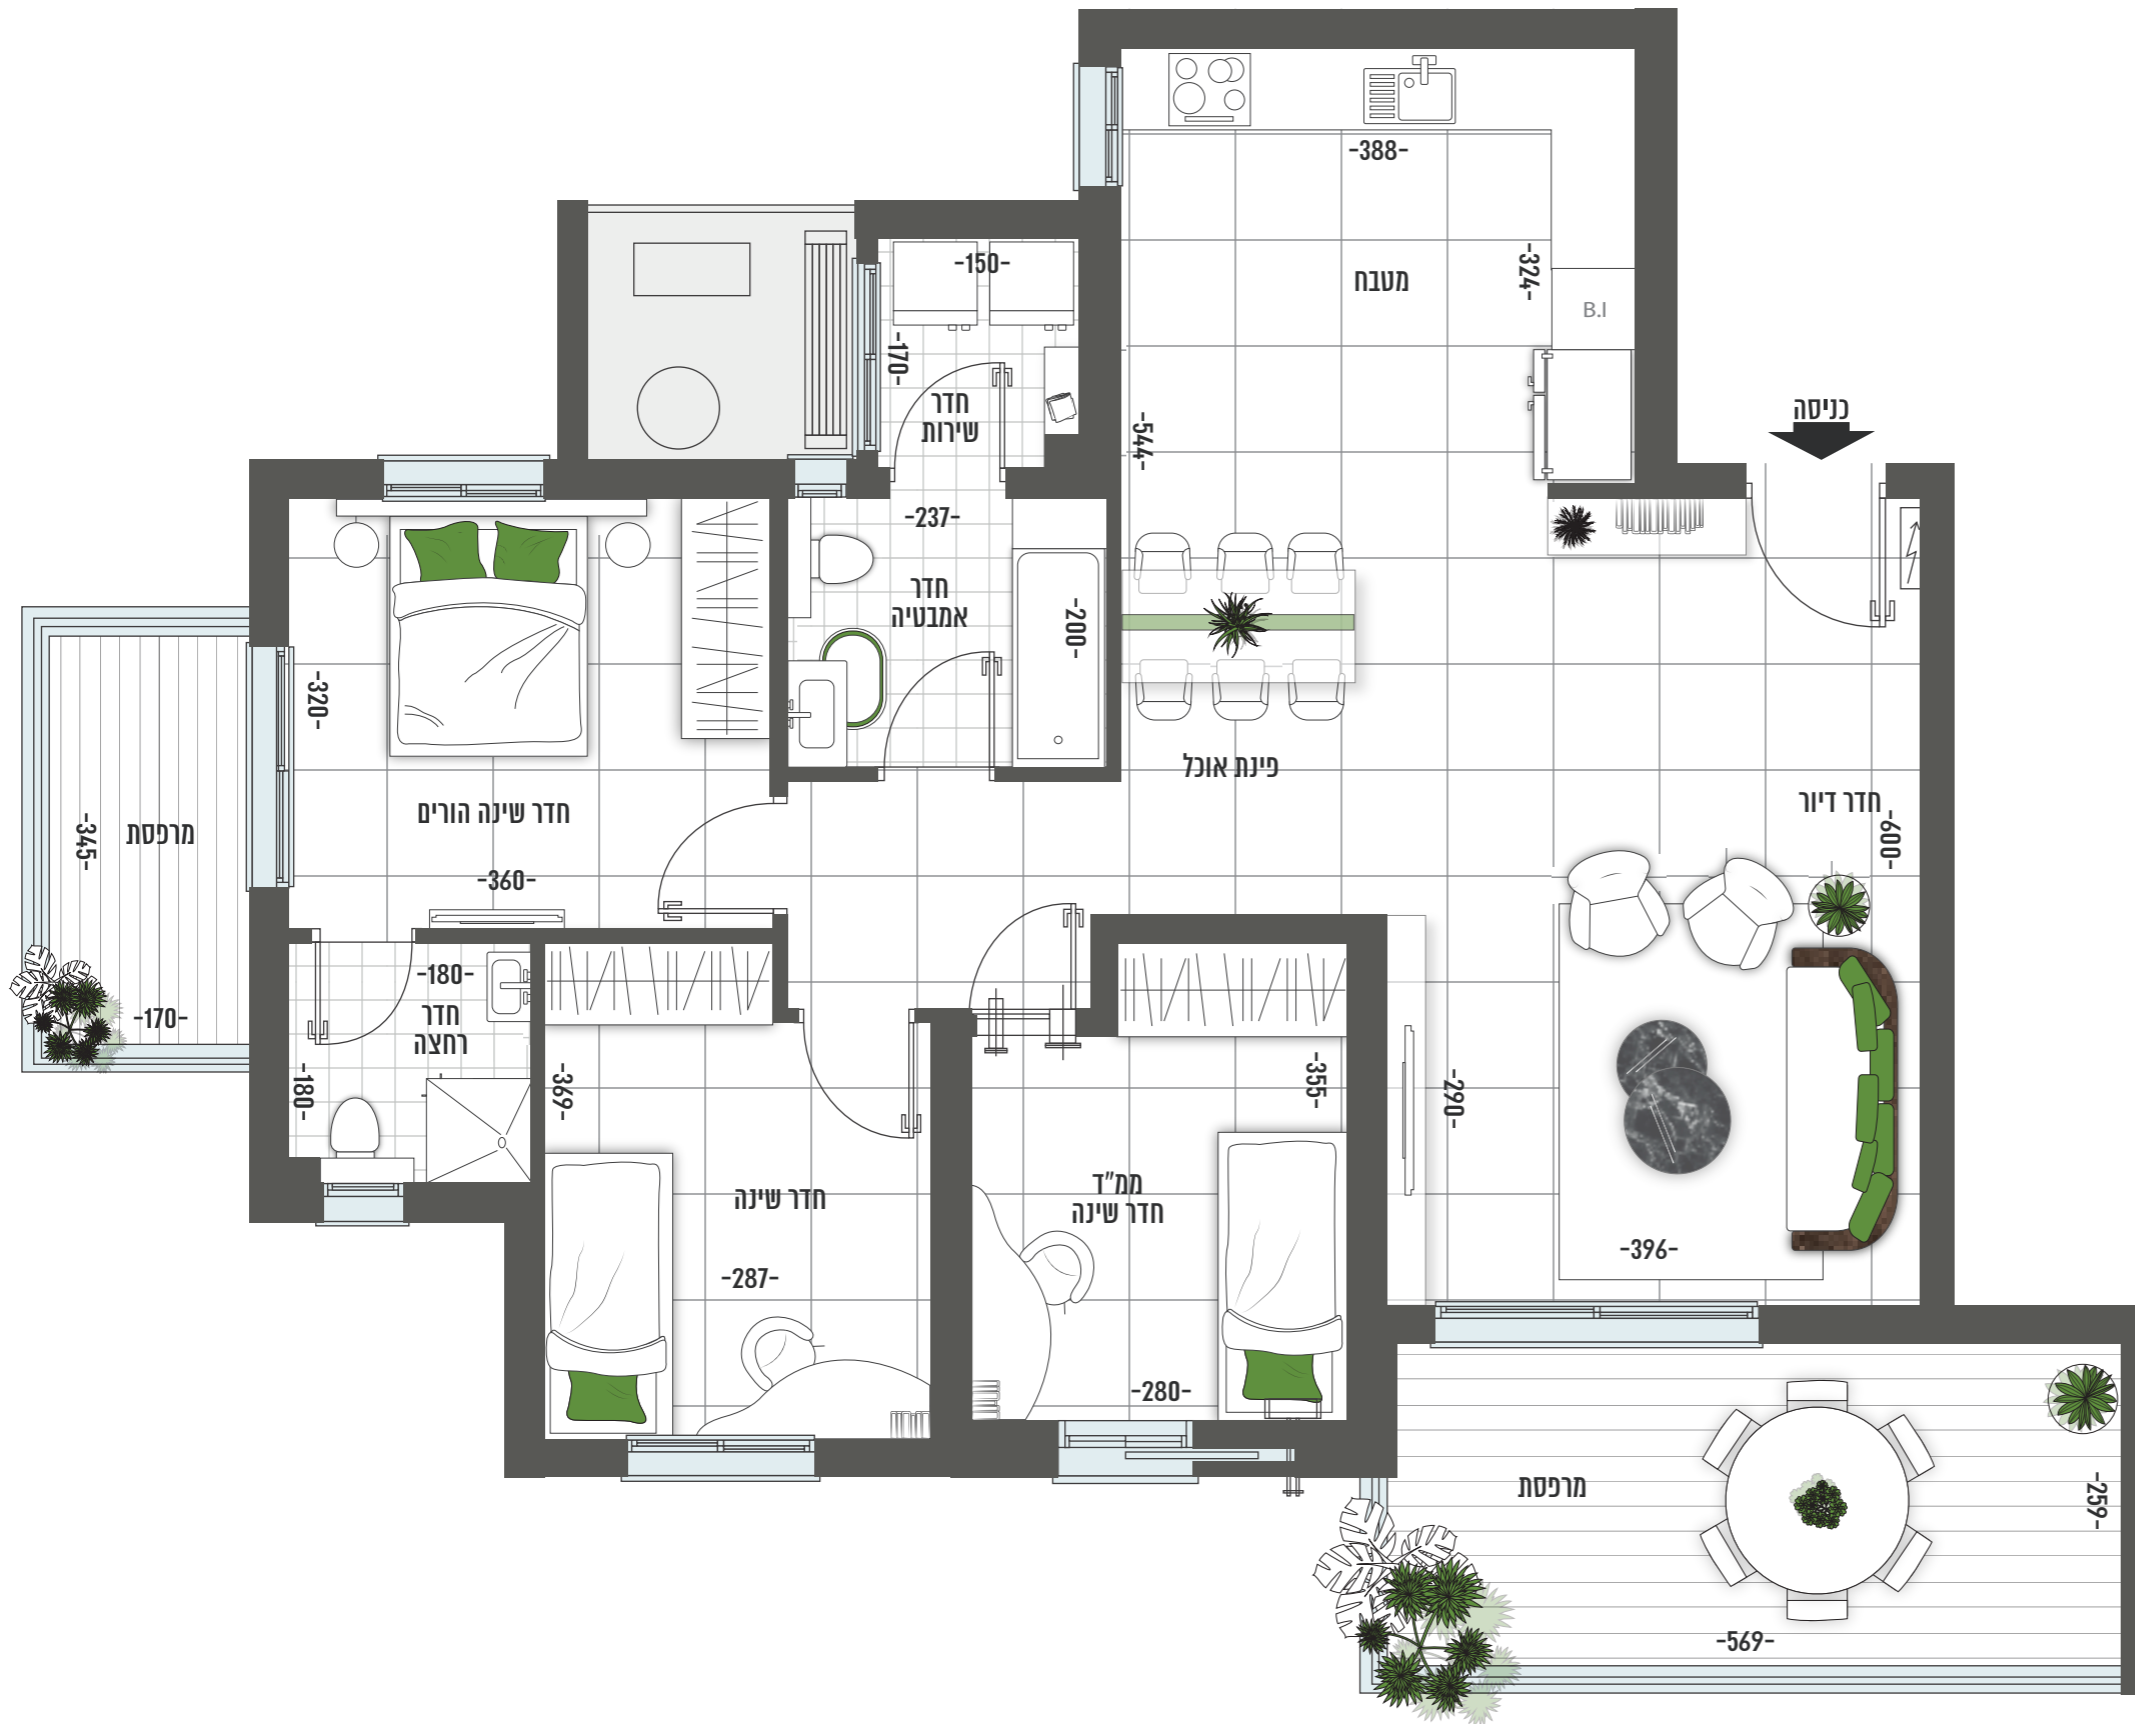 -388-
-324-
מטבח
B.I
-150-
-170-
חדר
שירות
-544-
כניסה
-237-
חדר
אמבטיה
-200-
-320-
פינת אוכל
חדר דיור
-600-
חדר שינה הורים
-360-
מרפסת
-345-
-170-
-180-
חדר
רחצה
-180-
-369-
חדר שינה
-287-
-355-
ממ"ד
חדר שינה
-280-
-290-
-396-
מרפסת
-259-
-569-